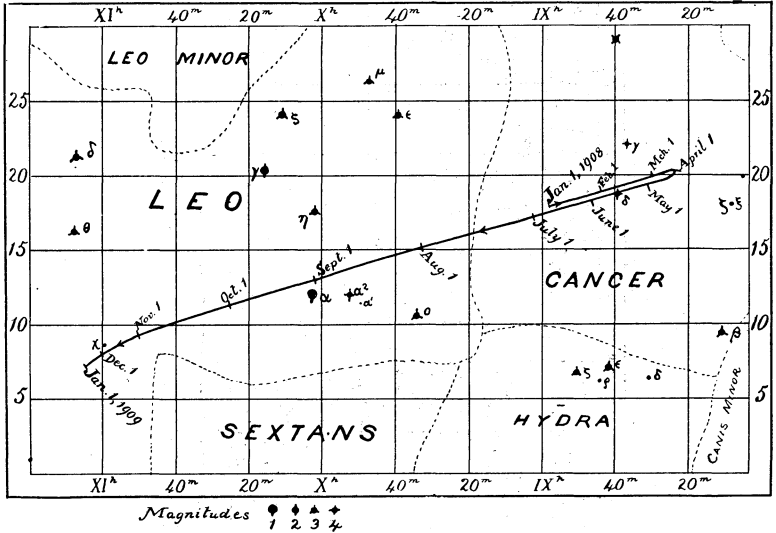 XIʰ 40ᵐ 20ᵐ Xʰ 40ᵐ 20ᵐ IXʰ 40ᵐ 20ᵐ
LEO MINOR
μ
25 ζ ε 25
γ
δ Jan. 1, 1908 Feb. 1 Mch. 1 April 1
20 γ 20
LEO δ May 1 ζ ξ
η June 1
θ July 1
15 Sept. 1 Aug. 1 15
CANCER
Oct. 1 α α² α'
Nov. 1 ο
10 10
χ β
Dec. 1
Jan. 1, 1909 ζ ρ ε δ
5 5
SEXTANS HYDRA CANIS MINOR
XIʰ 40ᵐ 20ᵐ Xʰ 40ᵐ 20ᵐ IXʰ 40ᵐ 20ᵐ
Magnitudes 1 2 3 4